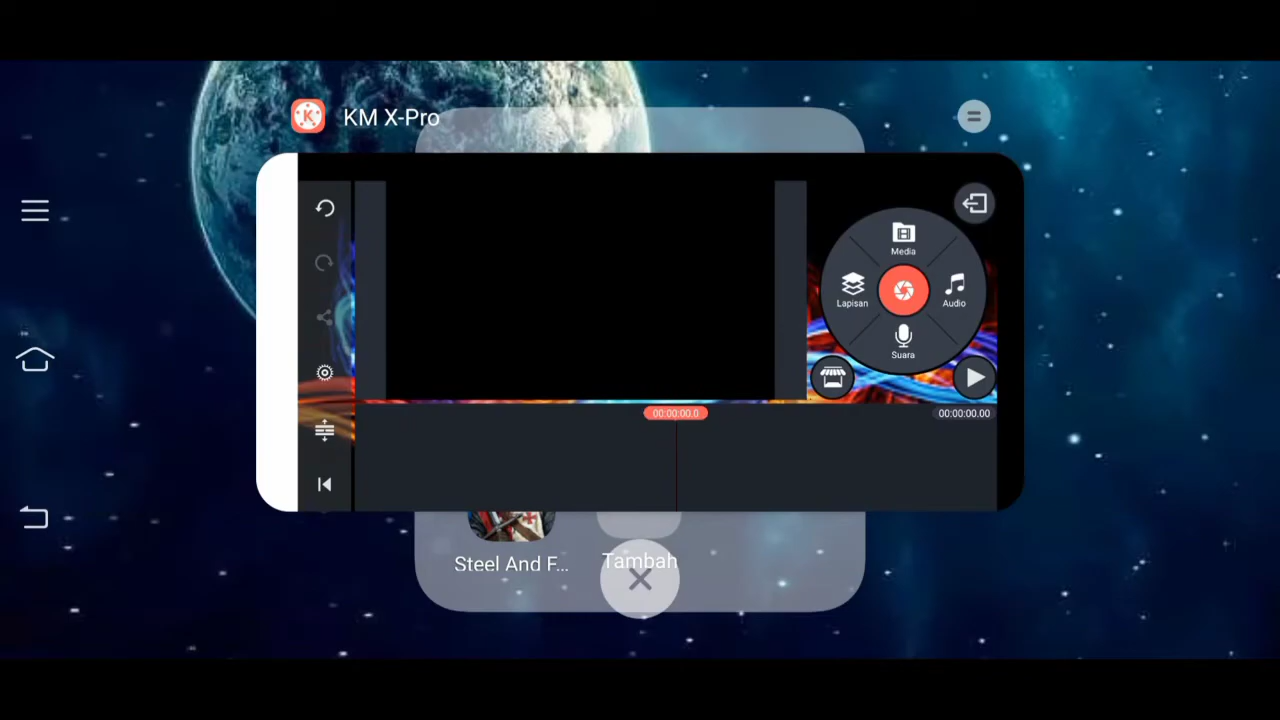 KM X-Pro
Media
Lapisan
Audio
Suara
00:00:00.0
00:00:00.00
Steel And F...
Tambah